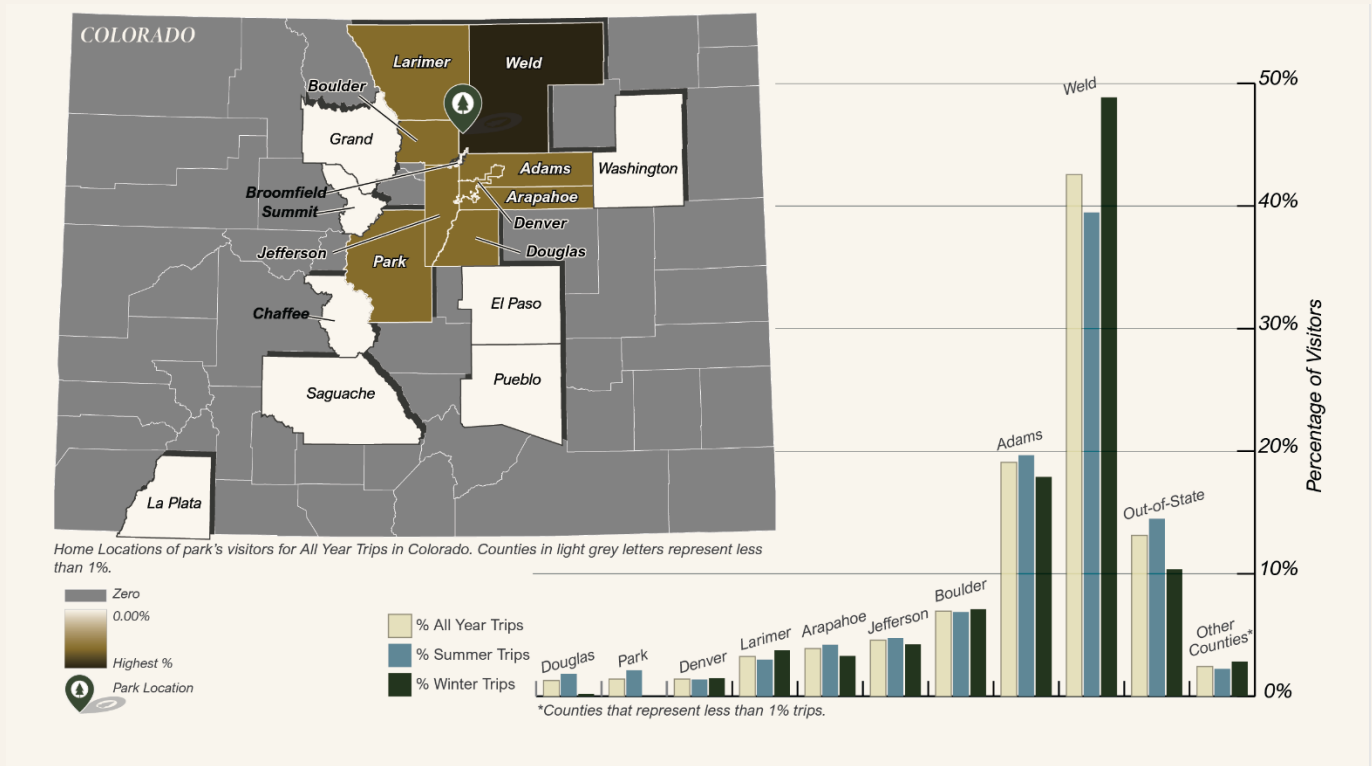 COLORADO
Larimer
Weld
Boulder
Grand
Adams
Washington
Broomfield
Arapahoe
Summit
Denver
Jefferson
Douglas
Park
El Paso
Chaffee
Pueblo
Saguache
La Plata
Home Locations of park's visitors for All Year Trips in Colorado. Counties in light grey letters represent less
than 1%.
Zero
0.00%
Highest %
Park Location
% All Year Trips
% Summer Trips
% Winter Trips
Douglas
Park
Denver
Larimer
Arapahoe
Jefferson
Boulder
Adams
Weld
Out-of-State
Other
Counties*
50%
40%
30%
20%
10%
0%
Percentage of Visitors
*Counties that represent less than 1% trips.